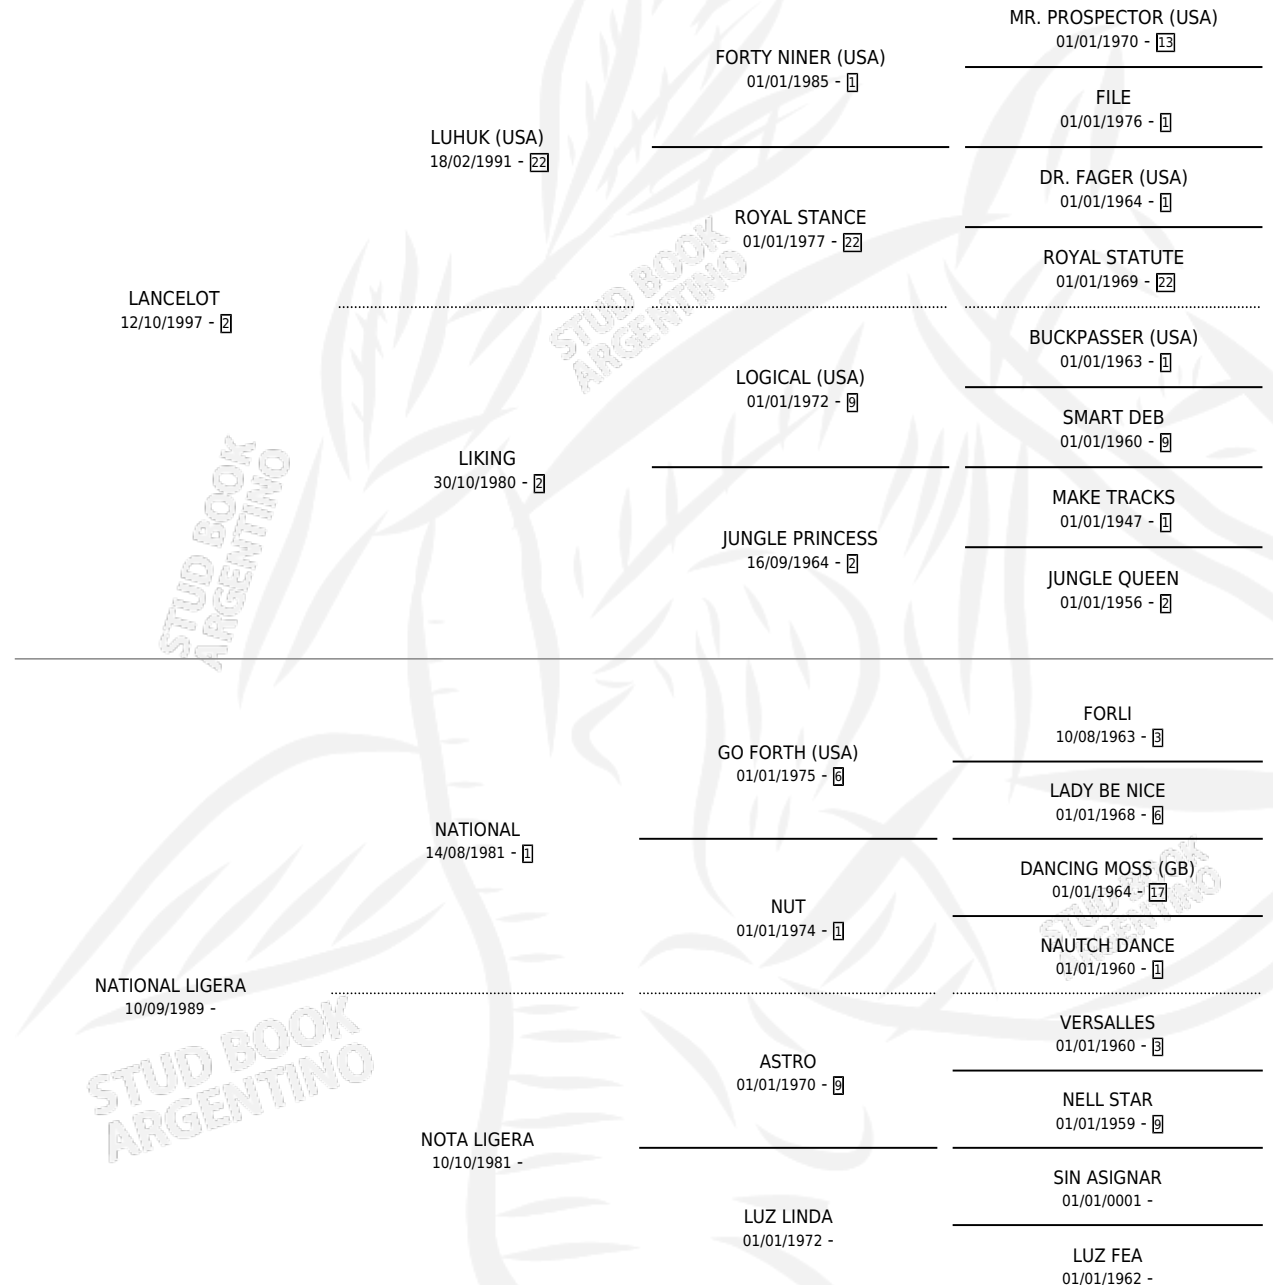 MR. PROSPECTOR (USA)
01/01/1970 - 13
FORTY NINER (USA)
01/01/1985 - 1
FILE
01/01/1976 - 1
LUHUK (USA)
18/02/1991 - 22
DR. FAGER (USA)
01/01/1964 - 1
ROYAL STANCE
01/01/1977 - 22
ROYAL STATUTE
01/01/1969 - 22
LANCELOT
12/10/1997 - 2
STUD BOOK
ARGENTINO
BUCKPASSER (USA)
01/01/1963 - 1
LOGICAL (USA)
01/01/1972 - 9
SMART DEB
01/01/1960 - 9
LIKING
30/10/1980 - 2
MAKE TRACKS
01/01/1947 - 1
JUNGLE PRINCESS
16/09/1964 - 2
JUNGLE QUEEN
01/01/1956 - 2
STUD BOOK
ARGENTINO
FORLI
10/08/1963 - 3
GO FORTH (USA)
01/01/1975 - 6
LADY BE NICE
01/01/1968 - 6
NATIONAL
14/08/1981 - 1
DANCING MOSS (GB)
01/01/1964 - 17
NUT
01/01/1974 - 1
STUD BOOK
ARGENTINO
NAUTCH DANCE
01/01/1960 - 1
NATIONAL LIGERA
10/09/1989 -
STUD BOOK
ARGENTINO
VERSALLES
01/01/1960 - 3
ASTRO
01/01/1970 - 9
NELL STAR
01/01/1959 - 9
NOTA LIGERA
10/10/1981 -
SIN ASIGNAR
01/01/0001 -
LUZ LINDA
01/01/1972 -
LUZ FEA
01/01/1962 -